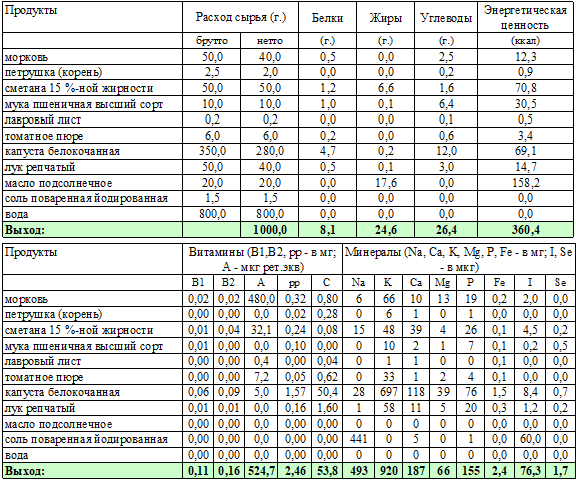 Продукты Расход сырья (г.) Белки Жиры Углеводы Энергетическая ценность
брутто нетто (г.) (г.) (г.) (ккал)
морковь 50,0 40,0 0,5 0,0 2,5 12,3
петрушка (корень) 2,5 2,0 0,0 0,0 0,2 0,9
сметана 15 %-ной жирности 50,0 50,0 1,2 6,6 1,6 70,8
мука пшеничная высший сорт 10,0 10,0 1,0 0,1 6,4 30,5
лавровый лист 0,2 0,2 0,0 0,0 0,1 0,5
томатное пюре 6,0 6,0 0,2 0,0 0,6 3,4
капуста белокочанная 350,0 280,0 4,7 0,2 12,0 69,1
лук репчатый 50,0 40,0 0,5 0,1 3,0 14,7
масло подсолнечное 20,0 20,0 0,0 17,6 0,0 158,2
соль поваренная йодированная 1,5 1,5 0,0 0,0 0,0 0,0
вода 800,0 800,0 0,0 0,0 0,0 0,0
Выход: 1000,0 8,1 24,6 26,4 360,4
Продукты Витамины (B1,B2, pp - в мг; Минералы (Na, Ca, K, Mg, P, Fe - в мг; I, Se
А - мкг рет.экв) - в мкг)
B1 B2 A pp C Na K Ca Mg P Fe I Se
морковь 0,02 0,02 480,0 0,32 0,80 6 66 10 13 19 0,2 2,0 0,0
петрушка (корень) 0,00 0,00 0,0 0,02 0,28 0 6 1 0 1 0,0 0,0 0,0
сметана 15 %-ной жирности 0,01 0,04 32,1 0,24 0,08 15 48 39 4 26 0,1 4,5 0,2
мука пшеничная высший сорт 0,01 0,00 0,0 0,10 0,00 0 10 2 1 7 0,1 0,2 0,5
лавровый лист 0,00 0,00 0,4 0,00 0,04 0 1 1 0 0 0,1 0,0 0,0
томатное пюре 0,00 0,00 7,2 0,05 0,62 0 33 1 2 4 0,1 0,0 0,0
капуста белокочанная 0,06 0,09 5,0 1,57 50,4 28 697 118 39 76 1,5 8,4 0,7
лук репчатый 0,01 0,01 0,0 0,16 1,60 1 58 11 5 20 0,3 1,2 0,2
масло подсолнечное 0,00 0,00 0,0 0,00 0,00 0 0 0 0 0 0,0 0,0 0,0
соль поваренная йодированная 0,00 0,00 0,0 0,00 0,00 441 0 5 0 1 0,0 60,0 0,0
вода 0,00 0,00 0,0 0,00 0,00 0 0 0 0 0 0,0 0,0 0,0
Выход: 0,11 0,16 524,7 2,46 53,8 493 920 187 66 155 2,4 76,3 1,7